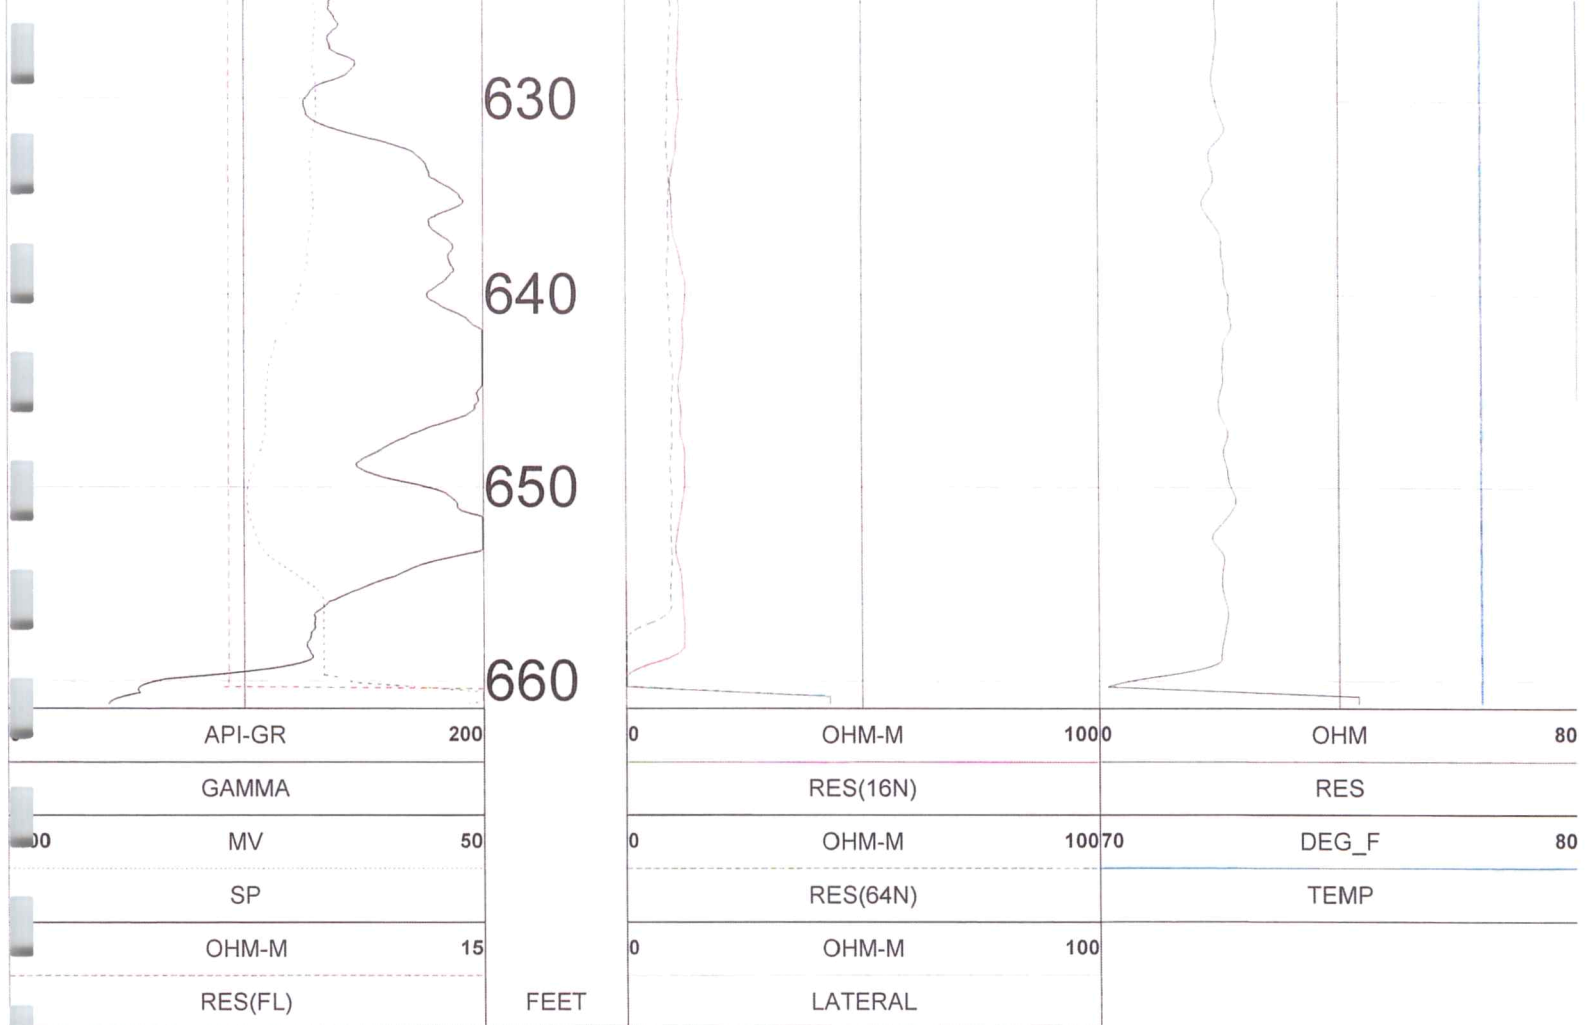 630
640
650
660
API-GR 200 0 OHM-M 100 0 OHM 80
GAMMA RES(16N) RES
00 MV 50 0 OHM-M 100 70 DEG_F 80
SP RES(64N) TEMP
OHM-M 15 0 OHM-M 100
RES(FL) FEET LATERAL